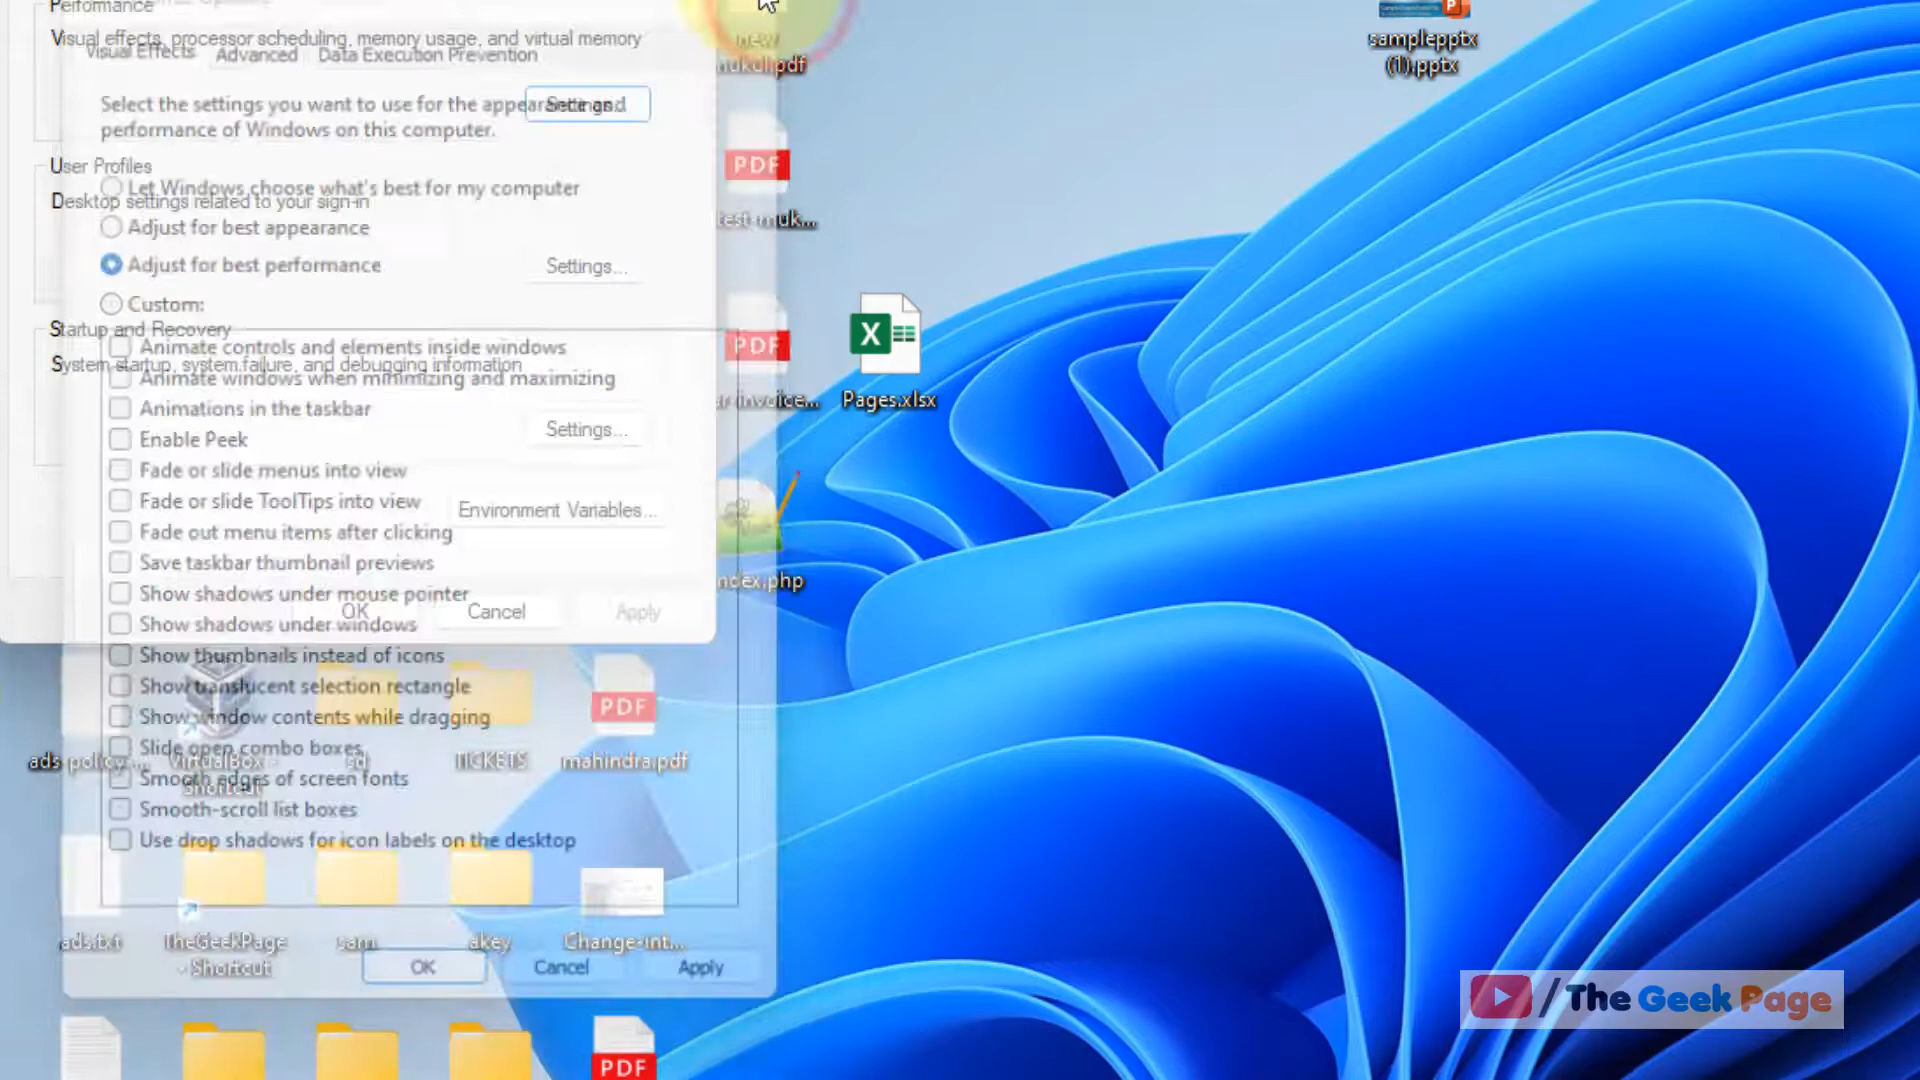 Performance
Visual effects, processor scheduling, memory usage, and virtual memory
Visual Effects
Advanced
Data Execution Prevention
Select the settings you want to use for the appearance and
performance of Windows on this computer.
Settings...
User Profiles
Let Windows choose what's best for my computer
Desktop settings related to your sign-in
Adjust for best appearance
Adjust for best performance
Settings...
Custom:
Startup and Recovery
Animate controls and elements inside windows
System startup, system failure, and debugging information
Animate windows when minimizing and maximizing
Animations in the taskbar
Settings...
Enable Peek
Fade or slide menus into view
Fade or slide ToolTips into view
Environment Variables...
Fade out menu items after clicking
Save taskbar thumbnail previews
Show shadows under mouse pointer
OK
Cancel
Apply
Show shadows under windows
Show thumbnails instead of icons
Show translucent selection rectangle
Show window contents while dragging
Slide open combo boxes
Smooth edges of screen fonts
Smooth-scroll list boxes
Use drop shadows for icon labels on the desktop
OK
Cancel
Apply
new
mukul.pdf
PDF
test-muk...
PDF
invoice...
X
Pages.xlsx
index.php
P
samplepptx
(1).pptx
ads policy
VirtualBox
Shortcut
sd
TICKETS
PDF
mahindra.pdf
ads.txt
TheGeekPage
- Shortcut
sam
akey
Change-int...
PDF
/ The Geek Page